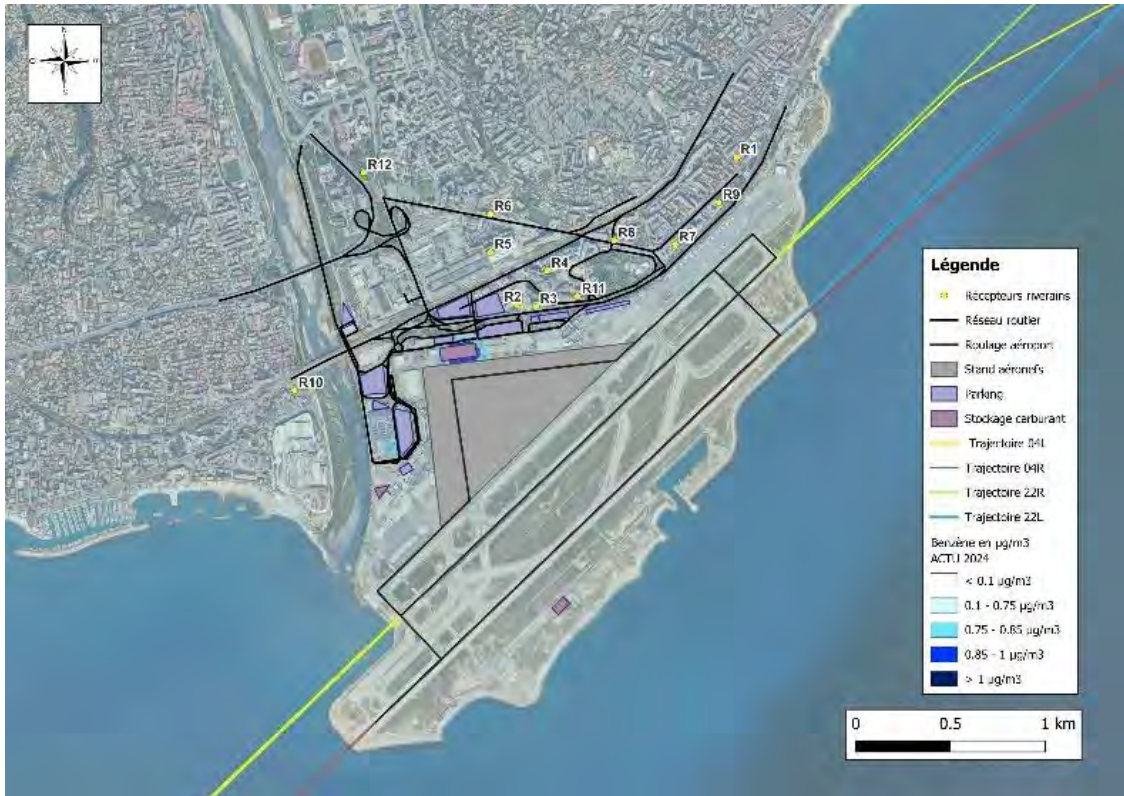 N
S
R1
R12
R9
R6
R8
R7
R5
R4
R11
R2
R3
R10
Légende
Récepteurs riverains
Réseau routier
Roulage aéroport
Stand aéronefs
Parking
Stockage carburant
Trajectoire 04L
Trajectoire 04R
Trajectoire 22R
Trajectoire 22L
Benzène en µg/m3
ACTU 2024
< 0.1 µg/m3
0.1 - 0.75 µg/m3
0.75 - 0.85 µg/m3
0.85 - 1 µg/m3
> 1 µg/m3
0 0.5 1 km